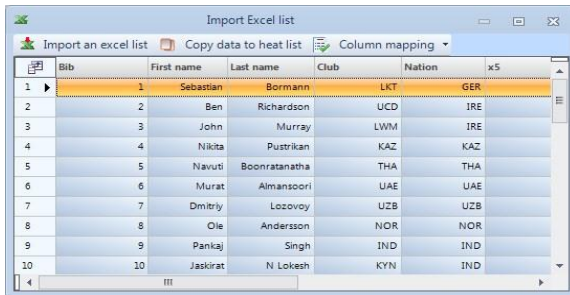 Import Excel list
Import an excel list Copy data to heat list Column mapping
Bib First name Last name Club Nation x5
1 1 Sebastian Bormann LKT GER
2 2 Ben Richardson UCD IRE
3 3 John Murray LWM IRE
4 4 Nikita Pustrikan KAZ KAZ
5 5 Navuti Boonratanatha THA THA
6 6 Murat Almansoori UAE UAE
7 7 Dmitriy Lozovoy UZB UZB
8 8 Ole Andersson NOR NOR
9 9 Pankaj Singh IND IND
10 10 Jaskirat N Lokesh KYN IND